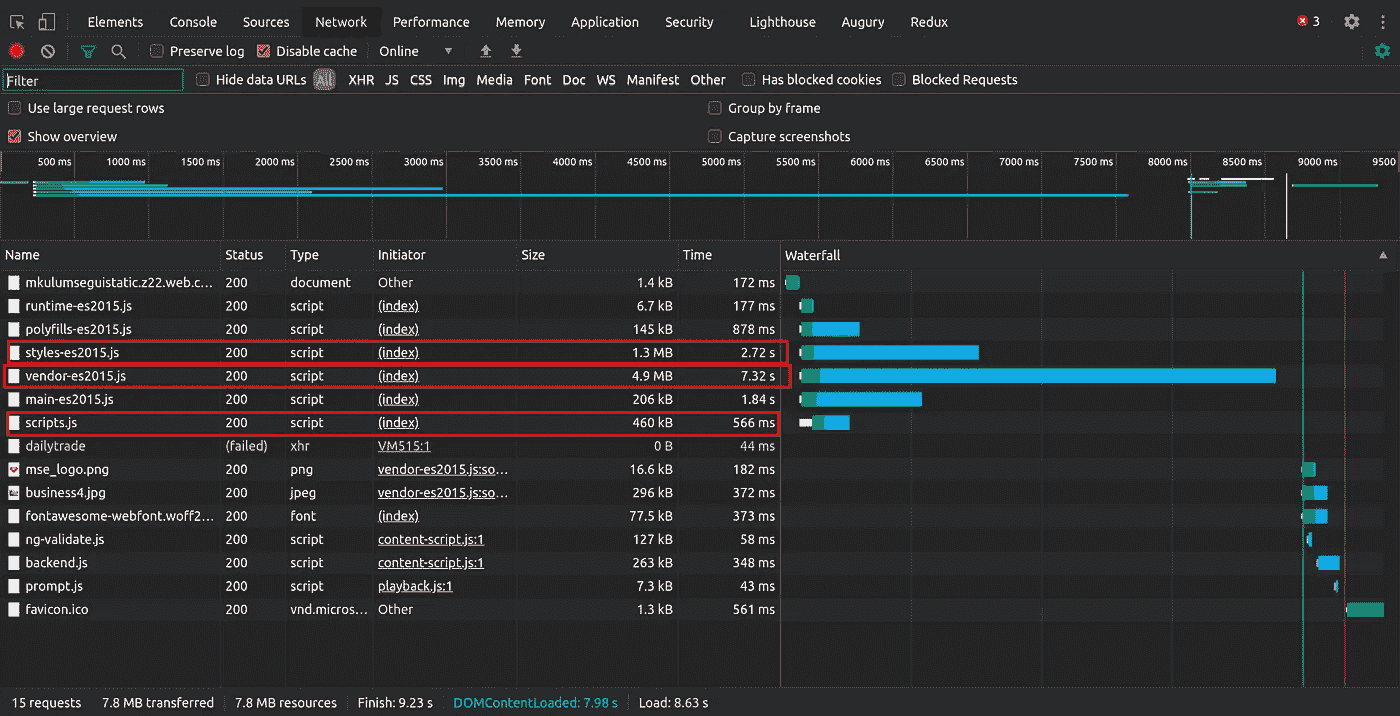 Elements Console Sources Network Performance Memory Application Security Lighthouse Augury Redux 3
Preserve log Disable cache Online
Filter Hide data URLs All XHR JS CSS Img Media Font Doc WS Manifest Other Has blocked cookies Blocked Requests
Use large request rows Group by frame
Show overview Capture screenshots
500 ms 1000 ms 1500 ms 2000 ms 2500 ms 3000 ms 3500 ms 4000 ms 4500 ms 5000 ms 5500 ms 6000 ms 6500 ms 7000 ms 7500 ms 8000 ms 8500 ms 9000 ms 9500
Name Status Type Initiator Size Time Waterfall
mkulumseguistatic.z22.web.c... 200 document Other 1.4 kB 172 ms
runtime-es2015.js 200 script (index) 6.7 kB 177 ms
polyfills-es2015.js 200 script (index) 145 kB 878 ms
styles-es2015.js 200 script (index) 1.3 MB 2.72 s
vendor-es2015.js 200 script (index) 4.9 MB 7.32 s
main-es2015.js 200 script (index) 206 kB 1.84 s
scripts.js 200 script (index) 460 kB 566 ms
dailytrade (failed) xhr VM515:1 0 B 44 ms
mse_logo.png 200 png vendor-es2015.js:so... 16.6 kB 182 ms
business4.jpg 200 jpeg vendor-es2015.js:so... 296 kB 372 ms
fontawesome-webfont.woff2... 200 font (index) 77.5 kB 373 ms
ng-validate.js 200 script content-script.js:1 127 kB 58 ms
backend.js 200 script content-script.js:1 263 kB 348 ms
prompt.js 200 script playback.js:1 7.3 kB 43 ms
favicon.ico 200 vnd.micros... Other 1.3 kB 561 ms
15 requests 7.8 MB transferred 7.8 MB resources Finish: 9.23 s DOMContentLoaded: 7.98 s Load: 8.63 s